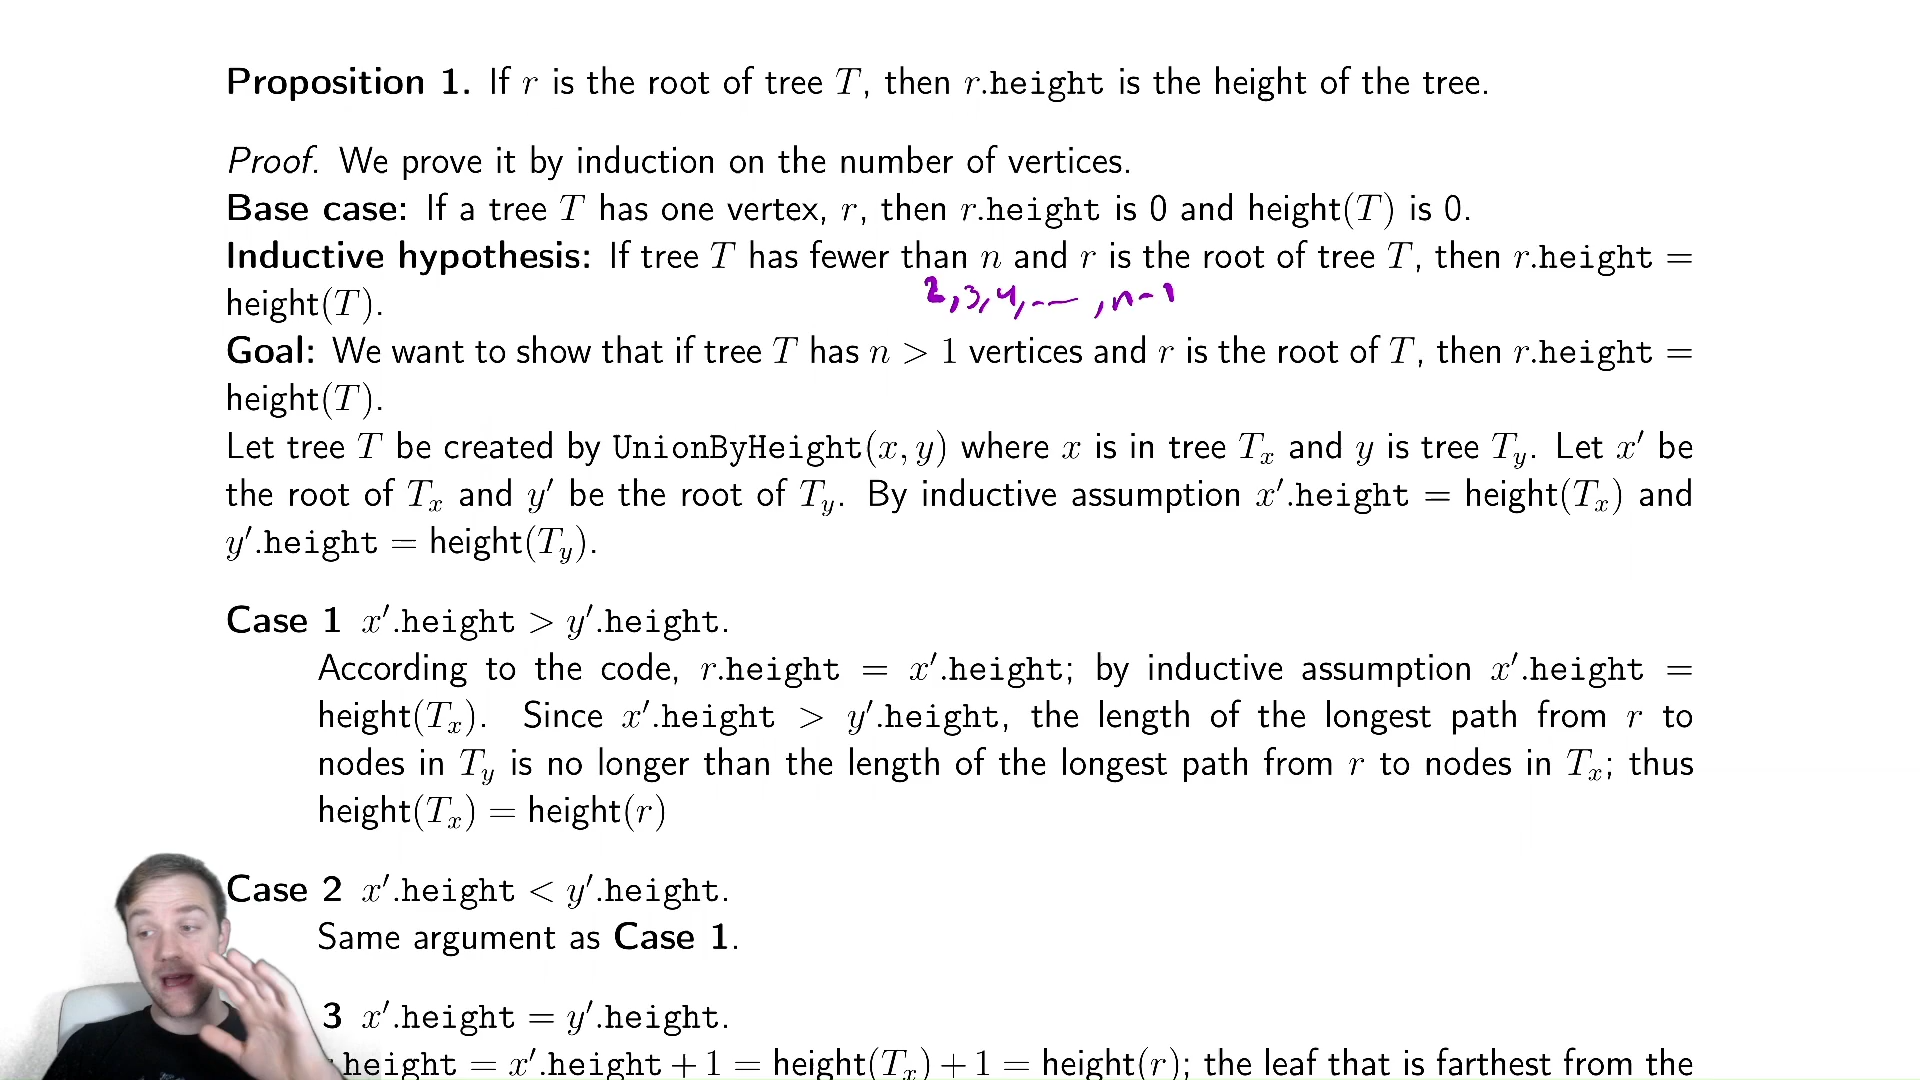 Proposition 1. If r is the root of tree T, then r.height is the height of the tree.
Proof. We prove it by induction on the number of vertices.
Base case: If a tree T has one vertex, r, then r.height is 0 and height(T) is 0.
Inductive hypothesis: If tree T has fewer than n and r is the root of tree T, then r.height =
height(T).
2, 3, 4, ... , n-1
Goal: We want to show that if tree T has n > 1 vertices and r is the root of T, then r.height =
height(T).
Let tree T be created by UnionByHeight(x, y) where x is in tree Tₓ and y is tree T_y. Let x′ be
the root of Tₓ and y′ be the root of T_y. By inductive assumption x′.height = height(Tₓ) and
y′.height = height(T_y).
Case 1 x′.height > y′.height.
According to the code, r.height = x′.height; by inductive assumption x′.height =
height(Tₓ). Since x′.height > y′.height, the length of the longest path from r to
nodes in T_y is no longer than the length of the longest path from r to nodes in Tₓ; thus
height(Tₓ) = height(r)
Case 2 x′.height < y′.height.
Same argument as Case 1.
3 x′.height = y′.height.
.height = x′.height + 1 = height(Tₓ) + 1 = height(r); the leaf that is farthest from the